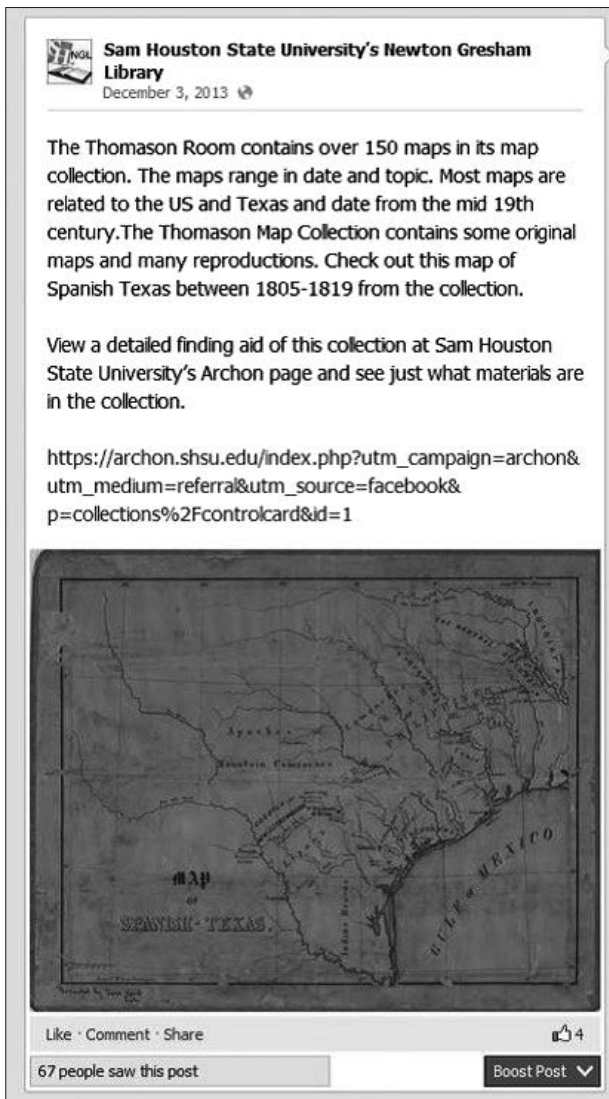 NGL
Sam Houston State University's Newton Gresham
Library
December 3, 2013
The Thomason Room contains over 150 maps in its map
collection. The maps range in date and topic. Most maps are
related to the US and Texas and date from the mid 19th
century.The Thomason Map Collection contains some original
maps and many reproductions. Check out this map of
Spanish Texas between 1805-1819 from the collection.
View a detailed finding aid of this collection at Sam Houston
State University's Archon page and see just what materials are
in the collection.
https://archon.shsu.edu/index.php?utm_campaign=archon&
utm_medium=referral&utm_source=facebook&
p=collections%2Fcontrolcard&id=1
Apaches
MAP
OF
SPANISH-TEXAS.
GULF OF MEXICO
Like · Comment · Share
4
67 people saw this post
Boost Post